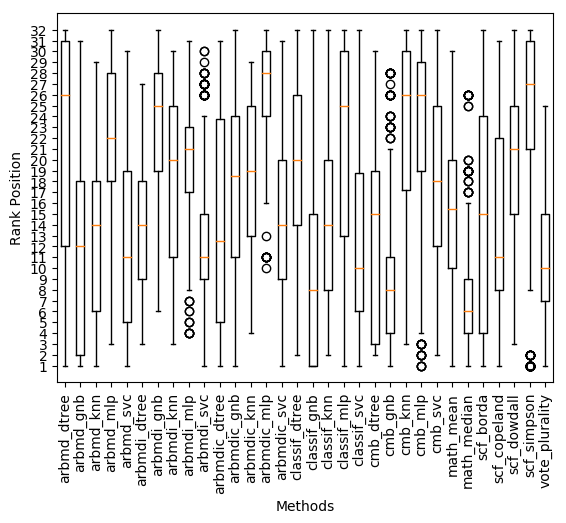 Rank Position
32
31
30
29
28
27
26
25
24
23
22
21
20
19
18
17
16
15
14
13
12
11
10
9
8
7
6
5
4
3
2
1
arbmd_dtree
arbmd_gnb
arbmd_knn
arbmd_mlp
arbmd_svc
arbmdi_dtree
arbmdi_gnb
arbmdi_knn
arbmdi_mlp
arbmdi_svc
arbmdic_dtree
arbmdic_gnb
arbmdic_knn
arbmdic_mlp
arbmdic_svc
classif_dtree
classif_gnb
classif_knn
classif_mlp
classif_svc
cmb_dtree
cmb_gnb
cmb_knn
cmb_mlp
cmb_svc
math_mean
math_median
scf_borda
scf_copeland
scf_dowdall
scf_simpson
vote_plurality
Methods